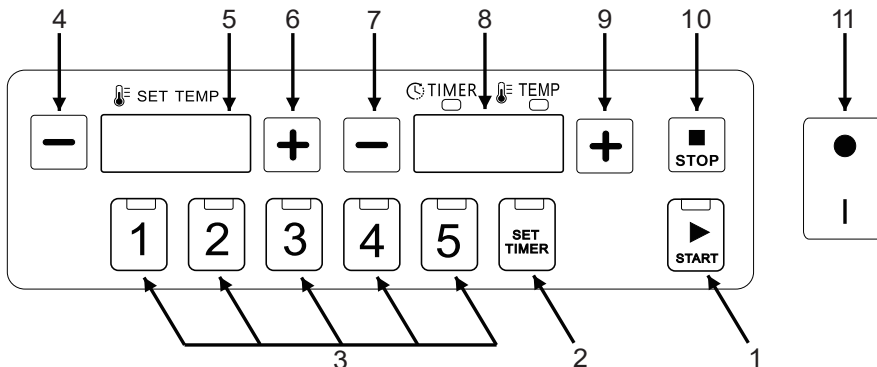 4 5 6 7 8 9 10 11
SET TEMP TIMER TEMP
− + − + STOP
1 2 3 4 5 SET TIMER START
3 2 1